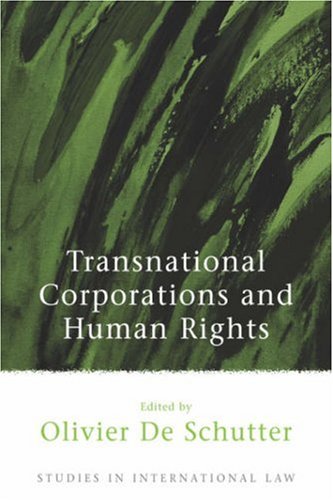 Transnational
Corporations and
Human Rights
Edited by
Olivier De Schutter
STUDIES IN INTERNATIONAL LAW